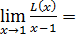 lim x→1 L(x)/x−1 =